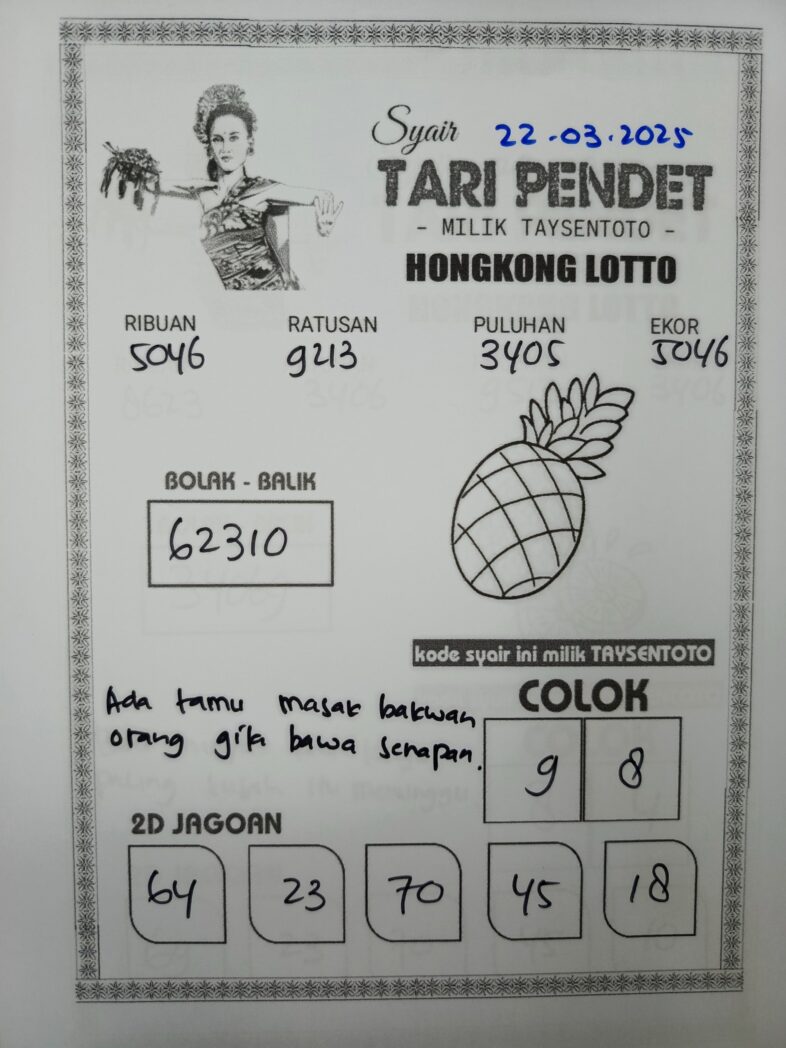 Syair 22-03-2025
TARI PENDET
- MILIK TAYSENTOTO -
HONGKONG LOTTO
RIBUAN RATUSAN PULUHAN EKOR
5046 9213 3405 5046
BOLAK - BALIK
62310
kode syair ini milik TAYSENTOTO
COLOK
9 8
Ada tamu masak bakwan
orang gila bawa senapan.
2D JAGOAN
64 23 70 45 18